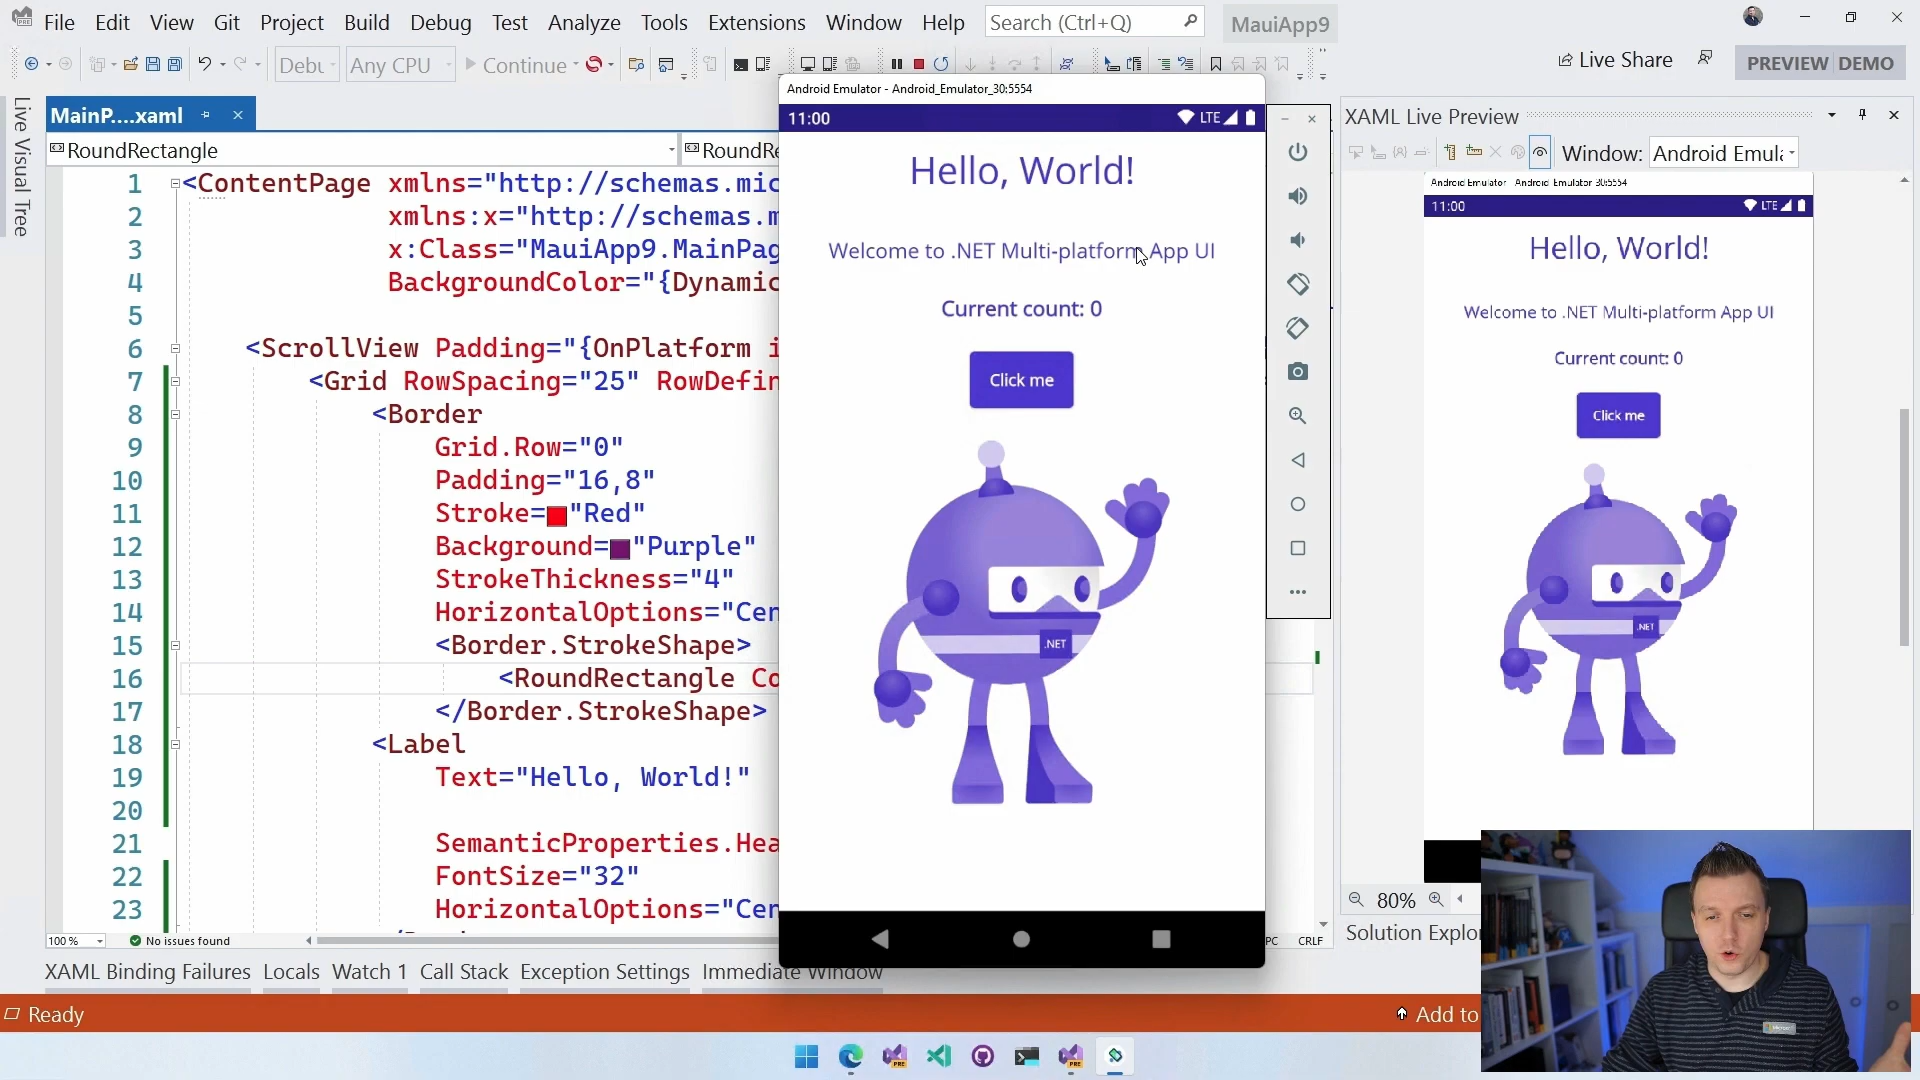 File Edit View Git Project Build Debug Test Analyze Tools Extensions Window Help Search (Ctrl+Q) MauiApp9
Debu Any CPU Continue Live Share PREVIEW DEMO
Live Visual Tree
MainP....xaml
RoundRectangle RoundRe
1 <ContentPage xmlns="http://schemas.mic
2 xmlns:x="http://schemas.m
3 x:Class="MauiApp9.MainPag
4 BackgroundColor="{Dynamic
5
6 <ScrollView Padding="{OnPlatform i
7 <Grid RowSpacing="25" RowDefin
8 <Border
9 Grid.Row="0"
10 Padding="16,8"
11 Stroke="Red"
12 Background="Purple"
13 StrokeThickness="4"
14 HorizontalOptions="Cen
15 <Border.StrokeShape>
16 <RoundRectangle Co
17 </Border.StrokeShape>
18 <Label
19 Text="Hello, World!"
20
21 SemanticProperties.Hea
22 FontSize="32"
23 HorizontalOptions="Cen
100 % No issues found
PC CRLF
Android Emulator - Android_Emulator_30:5554
11:00 LTE
Hello, World!
Welcome to .NET Multi-platform App UI
Current count: 0
Click me
.NET
XAML Live Preview
Window: Android Emul
Android Emulator - Android_Emulator_30:5554
11:00 LTE
Hello, World!
Welcome to .NET Multi-platform App UI
Current count: 0
Click me
.NET
80%
Solution Explo
XAML Binding Failures Locals Watch 1 Call Stack Exception Settings Immediate Window
Ready Add to
PRE PRE